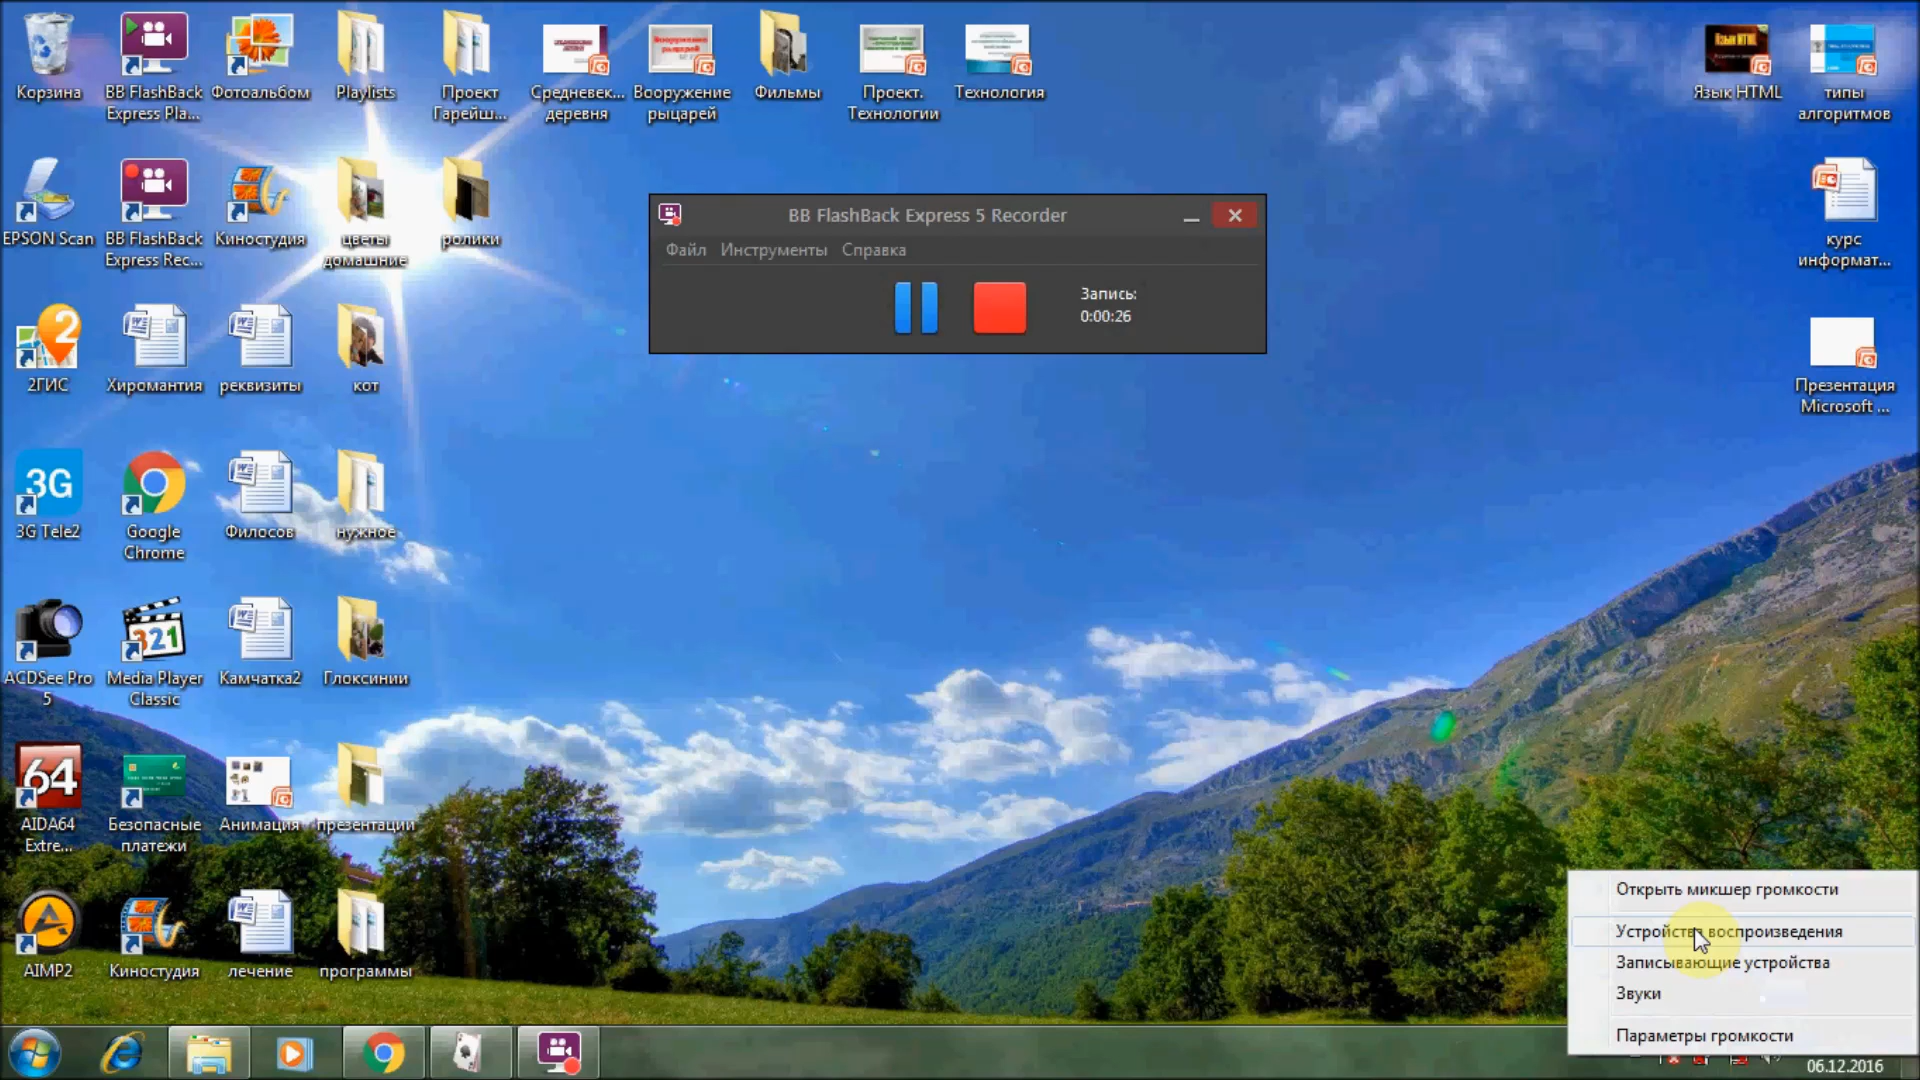 Корзина
BB FlashBack
Express Pla...
Фотоальбом
Playlists
Проект
Гарейш...
Средневек...
деревня
Вооружение
рыцарей
Фильмы
Проект.
Технологии
Технология
Язык HTML
типы
алгоритмов
EPSON Scan
BB FlashBack
Express Rec...
Киностудия
цветы
домашние
ролики
BB FlashBack Express 5 Recorder
Файл Инструменты Справка
Запись:
0:00:26
курс
информат...
2ГИС
Хиромантия
реквизиты
кот
Презентация
Microsoft ...
3G
3G Tele2
Google
Chrome
Филосов
нужное
ACDSee Pro
5
321
Media Player
Classic
Камчатка2
Глоксинии
64
AIDA64
Extre...
Безопасные
платежи
Анимация
презентации
AIMP2
Киностудия
лечение
программы
Открыть микшер громкости
Устройства воспроизведения
Записывающие устройства
Звуки
Параметры громкости
06.12.2016